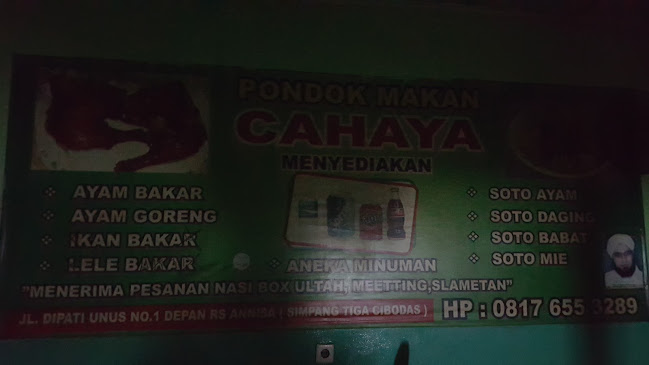 PONDOK MAKAN
CAHAYA
MENYEDIAKAN
AYAM BAKAR
AYAM GORENG
IKAN BAKAR
LELE BAKAR
ANEKA MINUMAN
SOTO AYAM
SOTO DAGING
SOTO BABAT
SOTO MIE
"MENERIMA PESANAN NASI BOX ULTAH, MEETTING,SLAMETAN"
JL. DIPATI UNUS NO.1 DEPAN RS ANNISA ( SIMPANG TIGA CIBODAS )
HP : 0817 655 3289